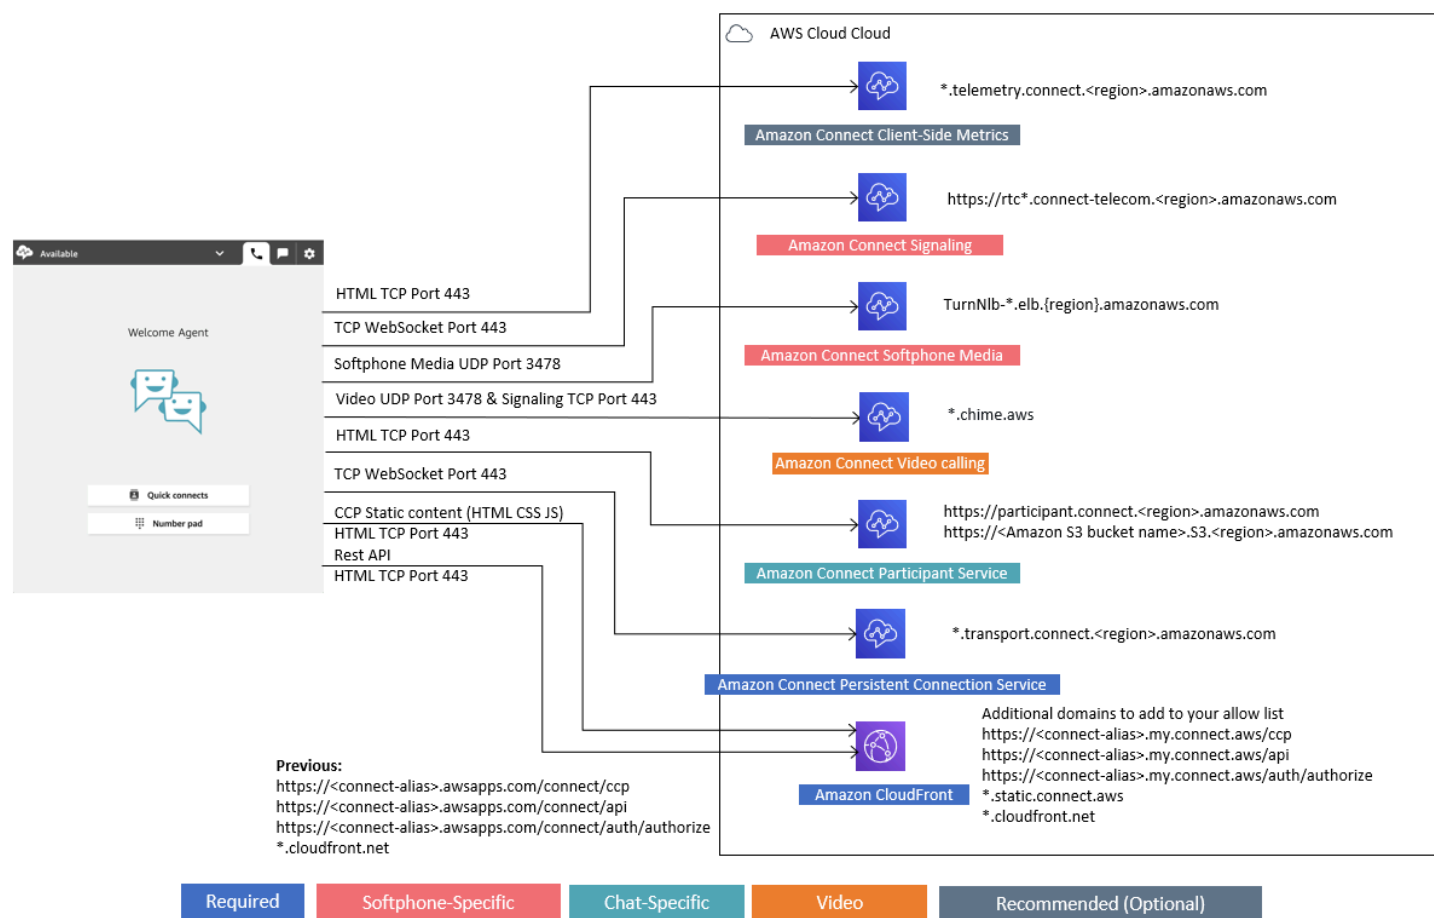 AWS Cloud Cloud
*.telemetry.connect.<region>.amazonaws.com
Amazon Connect Client-Side Metrics
https://rtc*.connect-telecom.<region>.amazonaws.com
Amazon Connect Signaling
Available
HTML TCP Port 443
TCP WebSocket Port 443
Softphone Media UDP Port 3478
Video UDP Port 3478 & Signaling TCP Port 443
HTML TCP Port 443
TCP WebSocket Port 443
CCP Static content (HTML CSS JS)
HTML TCP Port 443
Rest API
HTML TCP Port 443
Welcome Agent
Quick connects
Number pad
TurnNlb-*.elb.{region}.amazonaws.com
Amazon Connect Softphone Media
*.chime.aws
Amazon Connect Video calling
https://participant.connect.<region>.amazonaws.com
https://<Amazon S3 bucket name>.S3.<region>.amazonaws.com
Amazon Connect Participant Service
*.transport.connect.<region>.amazonaws.com
Amazon Connect Persistent Connection Service
Additional domains to add to your allow list
https://<connect-alias>.my.connect.aws/ccp
https://<connect-alias>.my.connect.aws/api
https://<connect-alias>.my.connect.aws/auth/authorize
*.static.connect.aws
*.cloudfront.net
Amazon CloudFront
Previous:
https://<connect-alias>.awsapps.com/connect/ccp
https://<connect-alias>.awsapps.com/connect/api
https://<connect-alias>.awsapps.com/connect/auth/authorize
*.cloudfront.net
Required
Softphone-Specific
Chat-Specific
Video
Recommended (Optional)